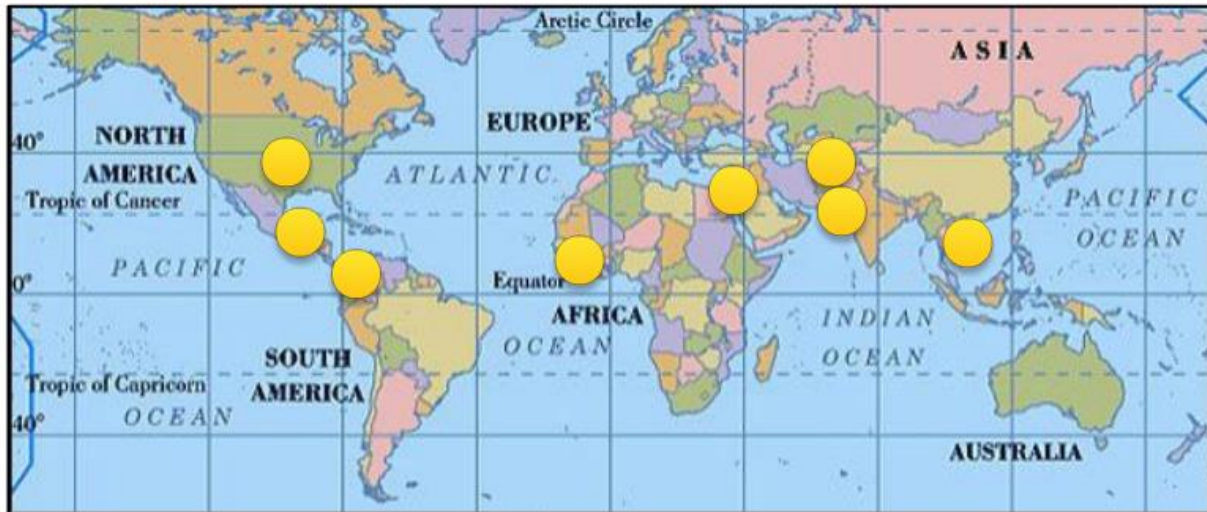 Arctic Circle
ASIA
NORTH
AMERICA
EUROPE
40°
ATLANTIC
Tropic of Cancer
PACIFIC
OCEAN
PACIFIC
0°
Equator
AFRICA
INDIAN
OCEAN
OCEAN
SOUTH
AMERICA
Tropic of Capricorn
OCEAN
40°
AUSTRALIA